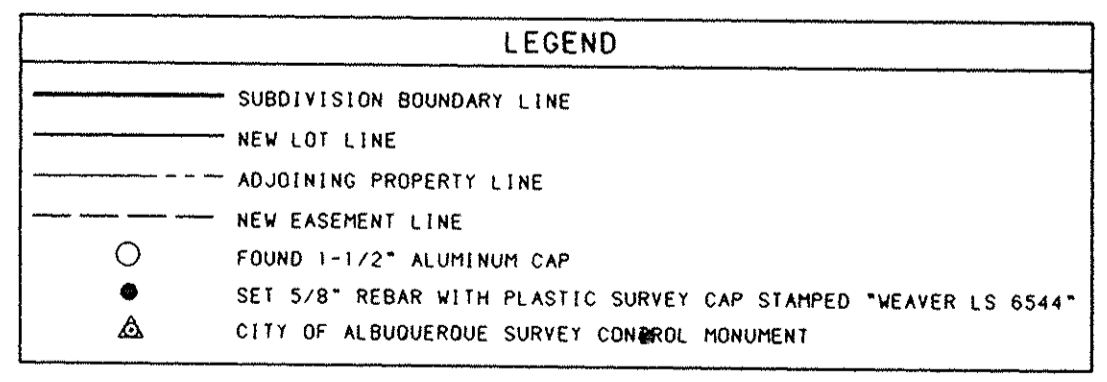 LEGEND
SUBDIVISION BOUNDARY LINE
NEW LOT LINE
ADJOINING PROPERTY LINE
NEW EASEMENT LINE
FOUND 1-1/2" ALUMINUM CAP
SET 5/8" REBAR WITH PLASTIC SURVEY CAP STAMPED "WEAVER LS 6544"
CITY OF ALBUQUERQUE SURVEY CONTROL MONUMENT